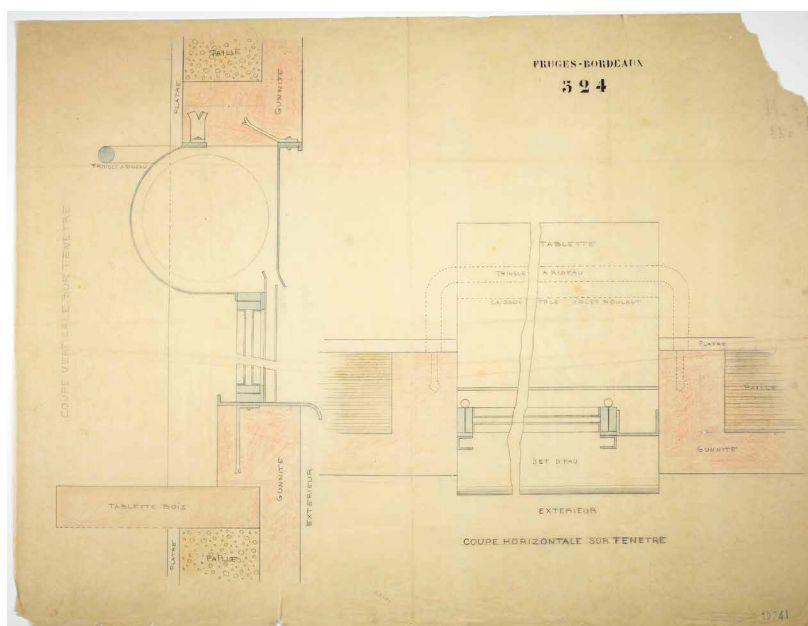 FRUGES-BORDEAUX
324
PAILLE
PLATRE
GUNNITE
TRINGLE A RIDEAU
COUPE VERTICALE SUR FENETRE
TABLETTE
TRINGLE A RIDEAU
CAISSON TOLE VOLET ROULANT
PLATRE
PAILLE
GUNNITE
JET D'EAU
EXTERIEUR
COUPE HORIZONTALE SUR FENETRE
GUNNITE
EXTERIEUR
TABLETTE BOIS
PLATRE
PAILLE